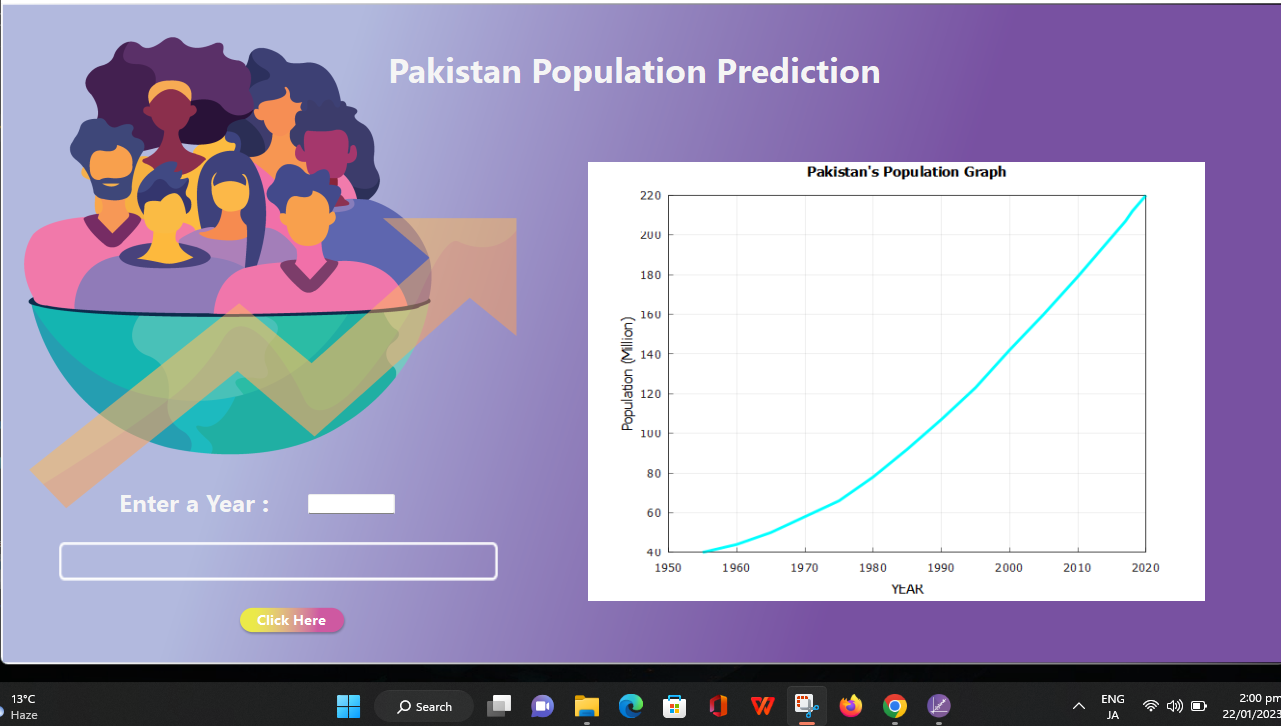 Pakistan Population Prediction
Pakistan's Population Graph
220
200
180
160
140
120
100
80
60
40
Population (Million)
1950 1960 1970 1980 1990 2000 2010 2020
YEAR
Enter a Year :
Click Here
13°C
Haze
Search
ENG
JA
2:00 pm
22/01/2023